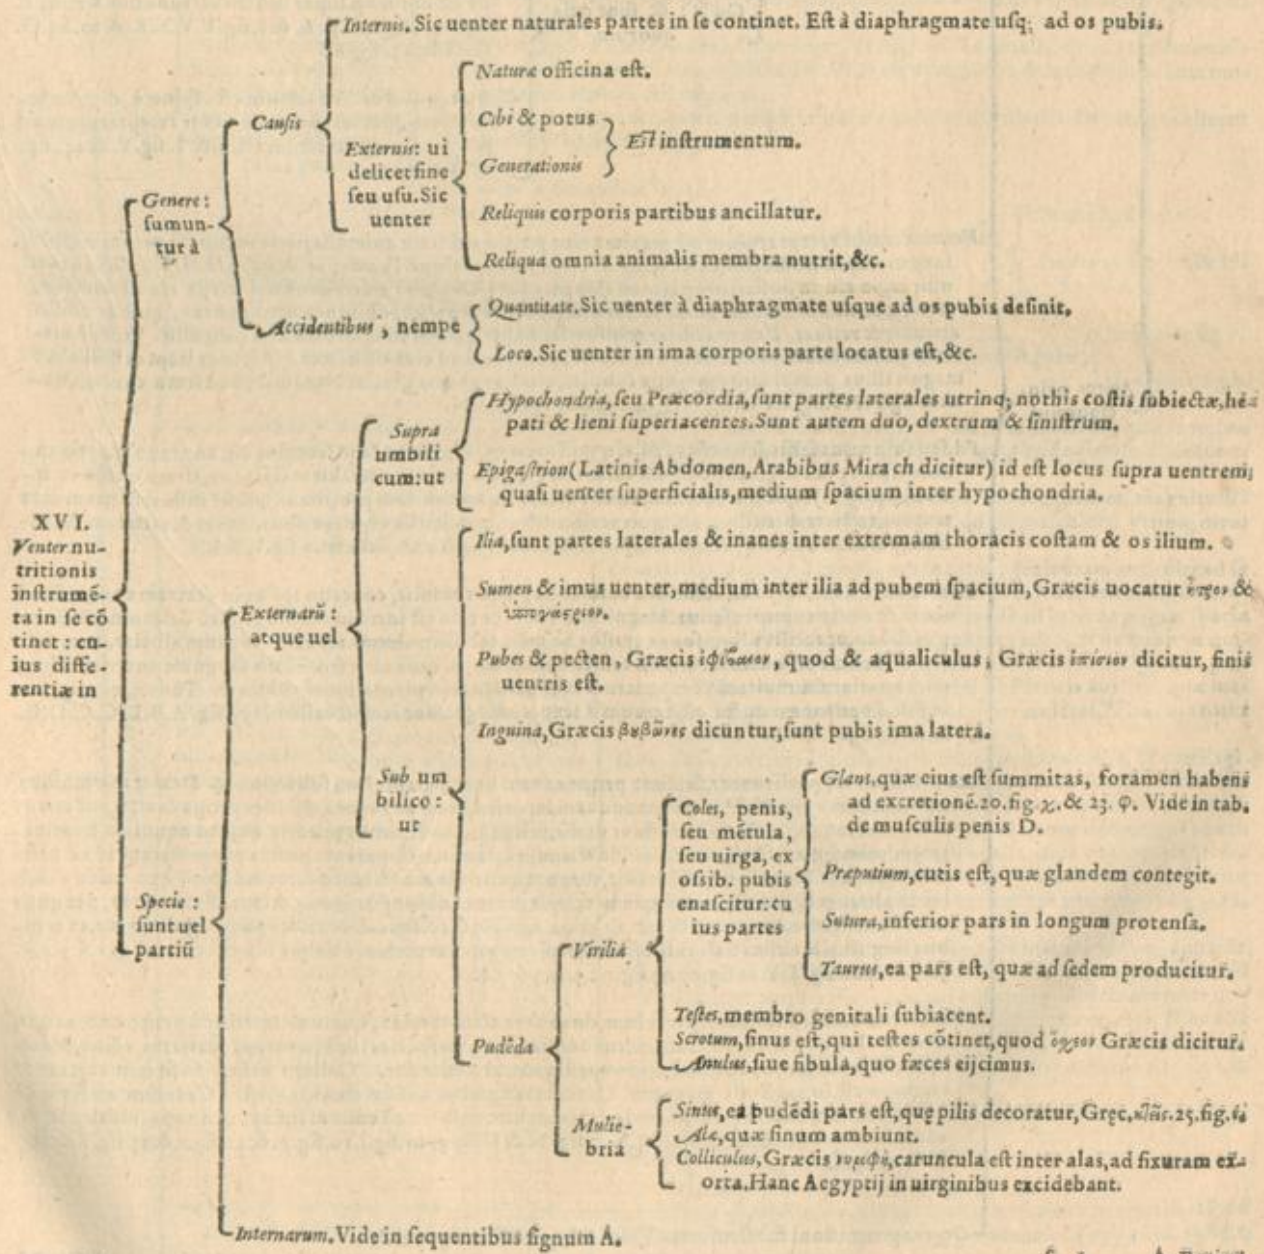 Internis. Sic uenter naturales partes in se continet. Est à diaphragmate usq; ad os pubis.
Naturæ officina est.
Causis
Cibi & potus
Est instrumentum.
Externis: ui
delicet fine
seu usu. Sic
uenter
Generationis
Genere:
sumun-
tur à
Reliquis corporis partibus ancillatur.
Reliqua omnia animalis membra nutrit, &c.
Accidentibus, nempe
Quantitate. Sic uenter à diaphragmate usque ad os pubis definit.
Loco. Sic uenter in ima corporis parte locatus est, &c.
Supra
umbili
cum: ut
Hypochondria, seu Præcordia, sunt partes laterales utrinq; nothis costis subiectæ, hæ
pati & lieni superiacentes. Sunt autem duo, dextrum & sinistrum.
Epigastrion (Latinis Abdomen, Arabibus Mirach dicitur) id est locus supra uentrem;
quasi uenter superficialis, medium spacium inter hypochondria.
XVI.
Venter nu-
tritionis
instrumē-
ta in se cō
tinet: cu-
ius diffe-
rentiæ in
Ilia, sunt partes laterales & inanes inter extremam thoracis costam & os ilium.
Externarū:
atque uel
Sumen & imus uenter, medium inter ilia ad pubem spacium, Græcis uocatur ἦτρον &
ὑπογάστριον.
Pubes & pecten, Græcis ἐφίβαιον, quod & aqualiculus, Græcis ἐπίσιον dicitur, finis
uentris est.
Inguina, Græcis βυβῶνες dicuntur, sunt pubis ima latera.
Sub um
bilico:
ut
Coles, penis,
seu mētula,
seu uirga, ex
ossib. pubis
enascitur: cu
ius partes
Glans, quæ eius est summitas, foramen habens
ad excretionē. 20. fig. χ. & 23. φ. Vide in tab.
de musculis penis D.
Præputium, cutis est, quæ glandem contegit.
Sutura, inferior pars in longum protensa.
Taurus, ea pars est, quæ ad sedem producitur.
Specie:
sunt uel
partiū
Virilia
Testes, membro genitali subiacent.
Scrotum, sinus est, qui testes cōtinet, quod ὄσχεον Græcis dicitur.
Anulus, siue fibula, quo fæces eijcimus.
Pudēda
Mulie-
bria
Sinus, ea pudēdi pars est, quę pilis decoratur, Gręc. κτεὶς. 25. fig.
Alæ, quæ sinum ambiunt.
Colliculus, Græcis νυμφὴ, caruncula est inter alas, ad fixuram ex-
orta. Hanc Aegyptij in uirginibus excidebant.
Internarum. Vide in sequentibus signum A.